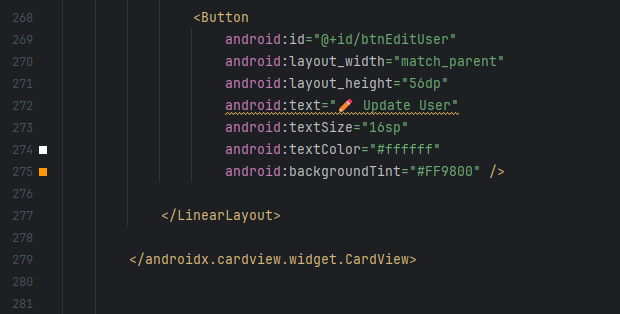 268 <Button
269 android:id="@+id/btnEditUser"
270 android:layout_width="match_parent"
271 android:layout_height="56dp"
272 android:text="✏️ Update User"
273 android:textSize="16sp"
274 android:textColor="#ffffff"
275 android:backgroundTint="#FF9800" />
276
277 </LinearLayout>
278
279 </androidx.cardview.widget.CardView>
280
281